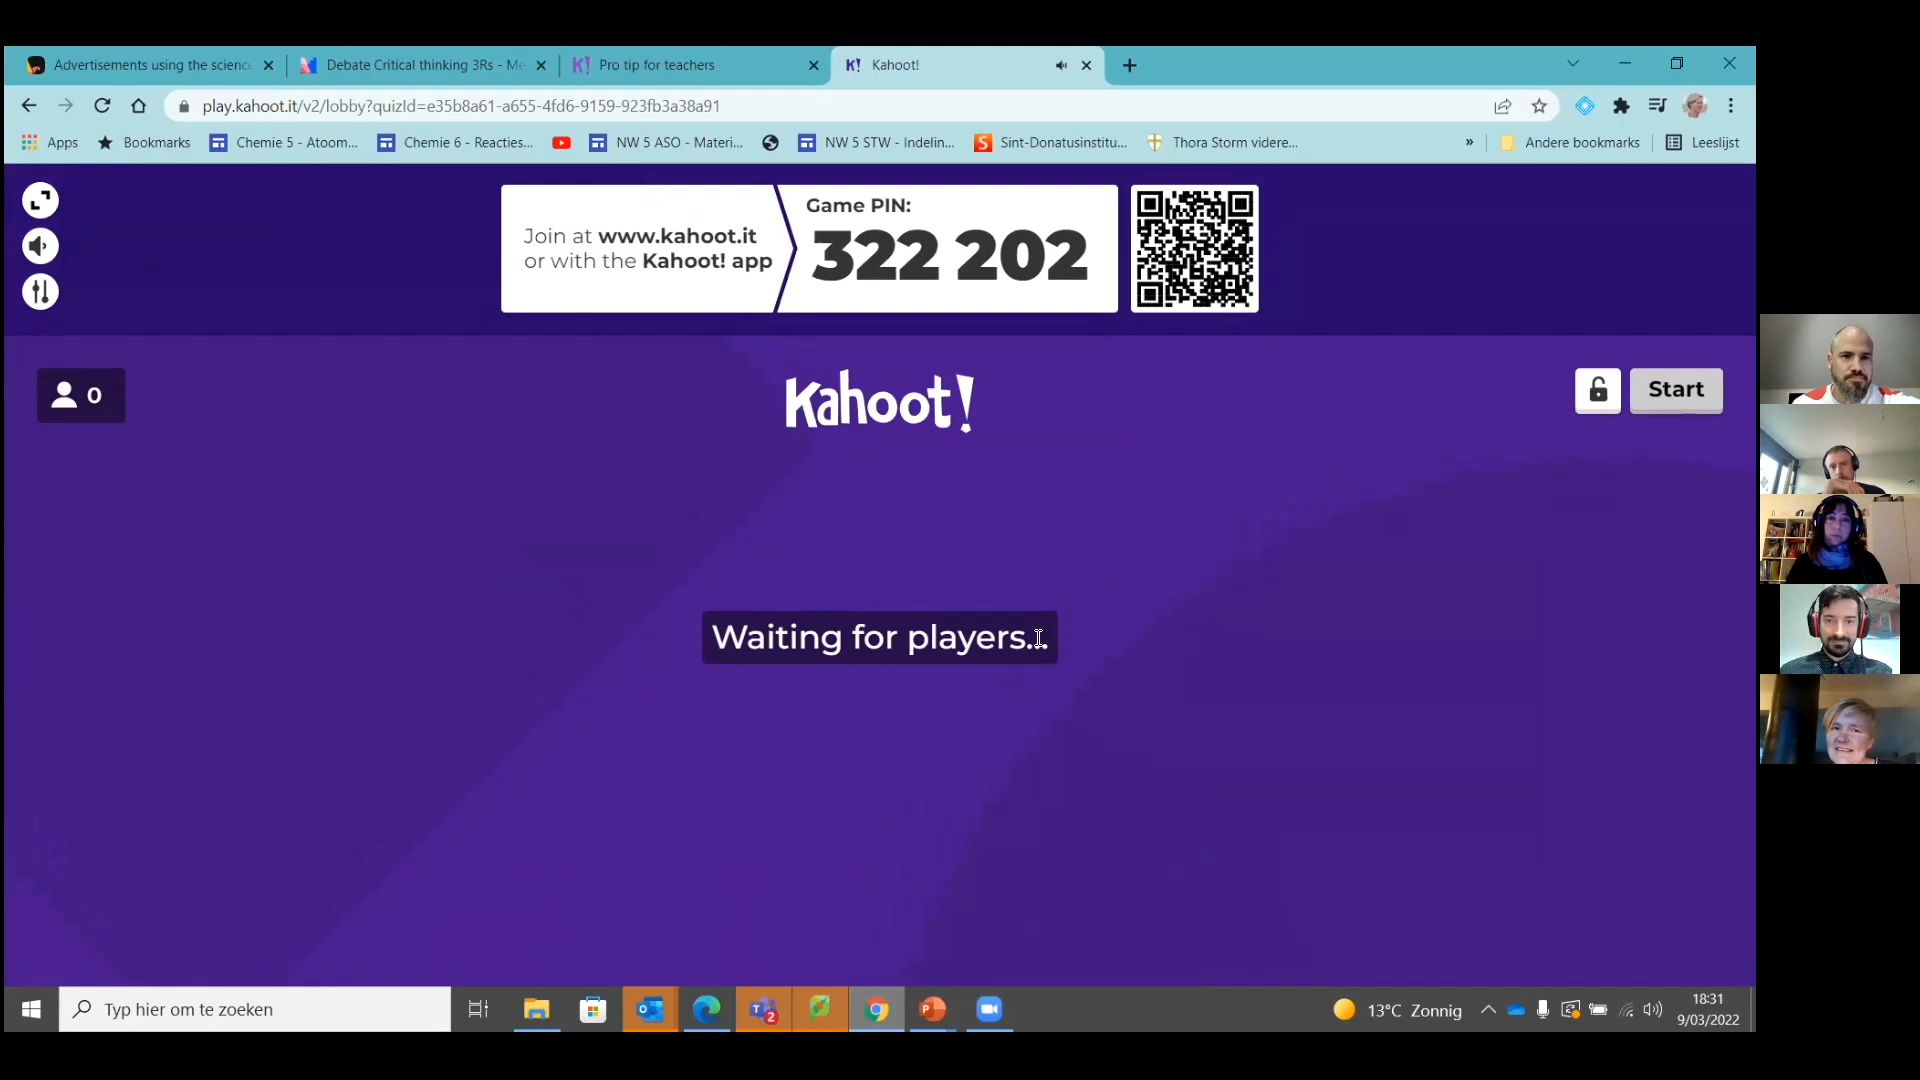 Advertisements using the scienc
Debate Critical thinking 3Rs - Me
K! Pro tip for teachers
K! Kahoot!
play.kahoot.it/v2/lobby?quizId=e35b8a61-a655-4fd6-9159-923fb3a38a91
Apps
Bookmarks
Chemie 5 - Atoom...
Chemie 6 - Reacties...
NW 5 ASO - Materi...
NW 5 STW - Indelin...
Sint-Donatusinstitu...
Thora Storm videre...
»
Andere bookmarks
Leeslijst
Join at www.kahoot.it
or with the Kahoot! app
Game PIN:
322 202
0
Kahoot!
Start
Waiting for players...
Typ hier om te zoeken
2
13°C Zonnig
18:31
9/03/2022